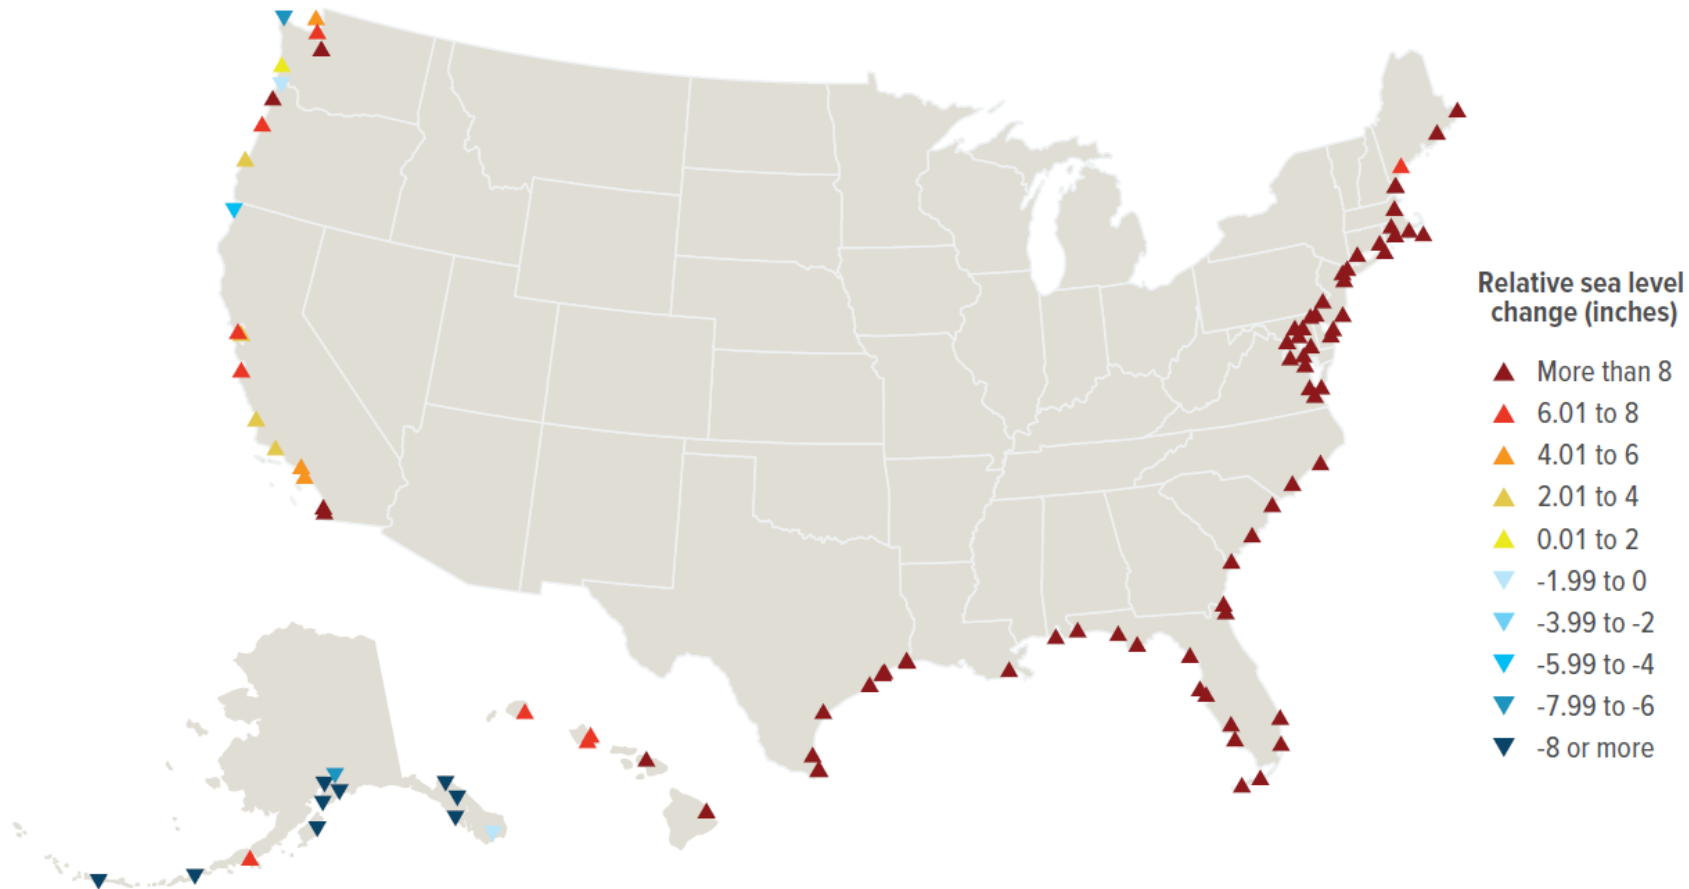 Relative sea level
change (inches)
More than 8
6.01 to 8
4.01 to 6
2.01 to 4
0.01 to 2
-1.99 to 0
-3.99 to -2
-5.99 to -4
-7.99 to -6
-8 or more